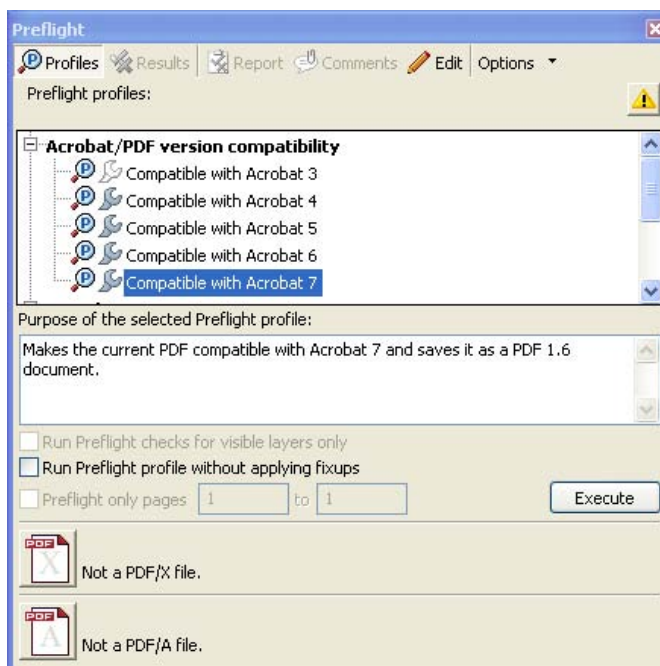 Preflight
Profiles Results Report Comments Edit Options
Preflight profiles:
Acrobat/PDF version compatibility
Compatible with Acrobat 3
Compatible with Acrobat 4
Compatible with Acrobat 5
Compatible with Acrobat 6
Compatible with Acrobat 7
Purpose of the selected Preflight profile:
Makes the current PDF compatible with Acrobat 7 and saves it as a PDF 1.6
document.
Run Preflight checks for visible layers only
Run Preflight profile without applying fixups
Preflight only pages 1 to 1 Execute
PDF X Not a PDF/X file.
PDF A Not a PDF/A file.